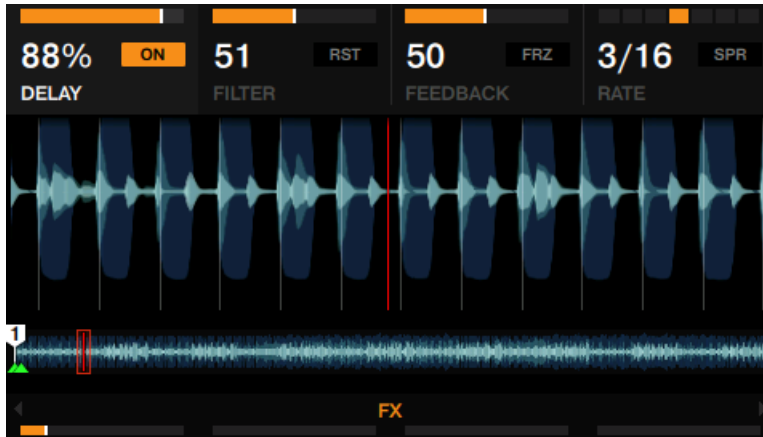 88% ON 51 RST 50 FRZ 3/16 SPR
DELAY FILTER FEEDBACK RATE
1
FX